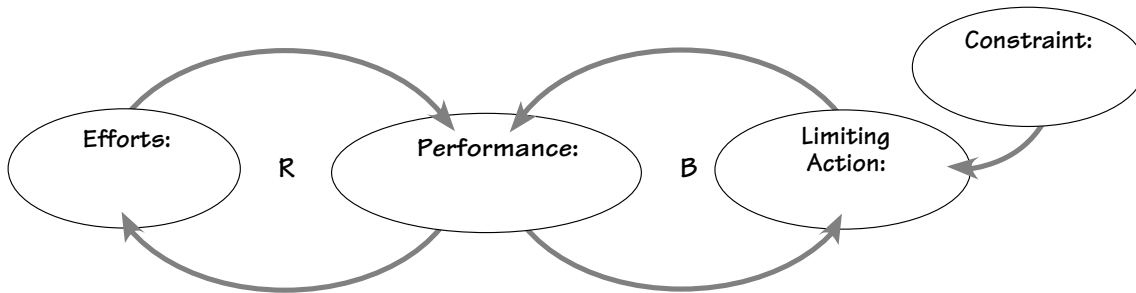 Constraint:
Efforts:
R
Performance:
B
Limiting
Action: